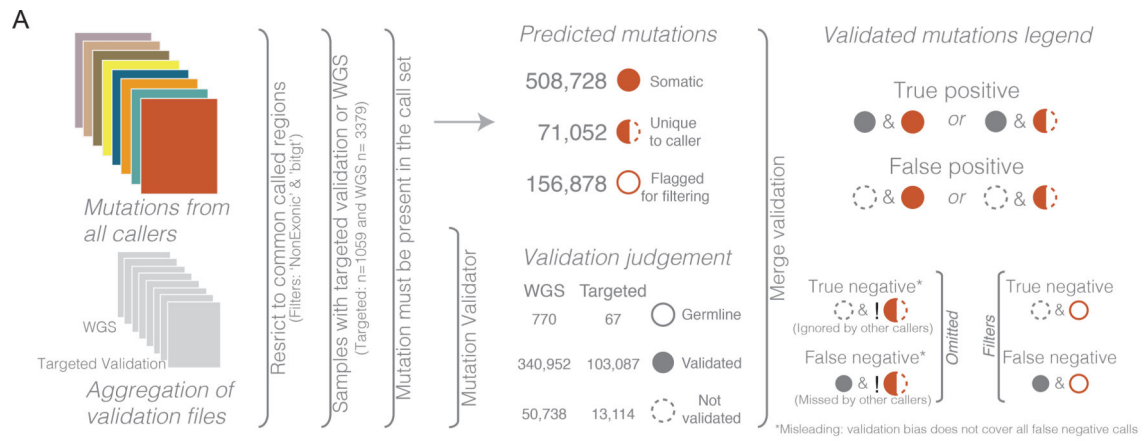 A
Mutations from
all callers
WGS
Targeted Validation
Aggregation of
validation files
Resrict to common called regions
(Filters: 'NonExonic' & 'bitgt')
Samples with targeted validation or WGS
(Targeted: n=1059 and WGS n= 3379)
Mutation must be present in the call set
Mutation Validator
Predicted mutations
508,728 Somatic
71,052 Unique
to caller
156,878 Flagged
for filtering
Validation judgement
WGS Targeted
770 67 Germline
340,952 103,087 Validated
50,738 13,114 Not
validated
Merge validation
Validated mutations legend
True positive
& or &
False positive
& or &
True negative*
& !
(Ignored by other callers)
False negative*
& !
(Missed by other callers)
Omitted
Filters
True negative
&
False negative
&
*Misleading: validation bias does not cover all false negative calls